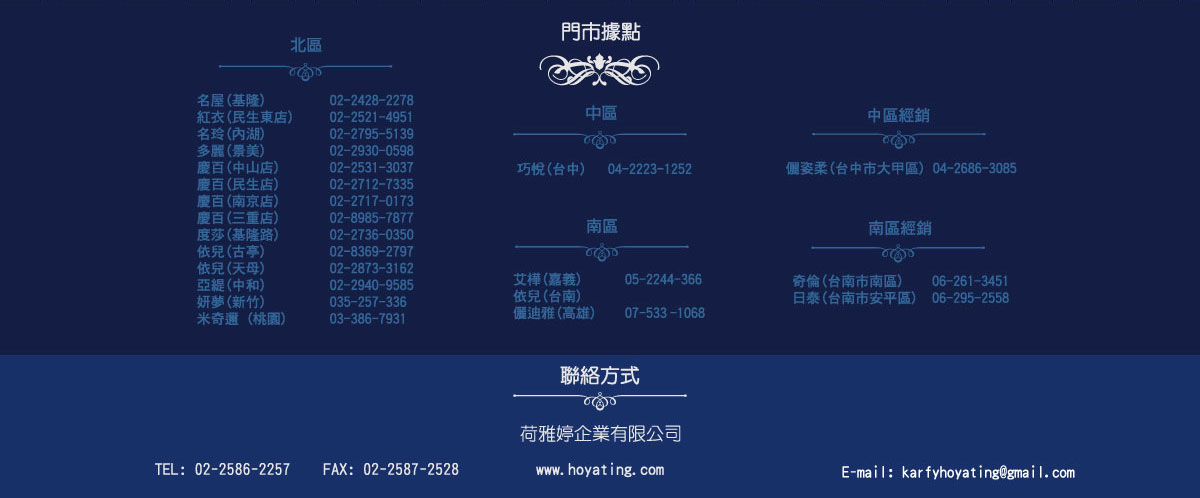 門市據點
北區
名屋(基隆) 02-2428-2278
紅衣(民生東店) 02-2521-4951
名玲(內湖) 02-2795-5139
多麗(景美) 02-2930-0598
慶百(中山店) 02-2531-3037
慶百(民生店) 02-2712-7335
慶百(南京店) 02-2717-0173
慶百(三重店) 02-8985-7877
度莎(基隆路) 02-2736-0350
依兒(古亭) 02-8369-2797
依兒(天母) 02-2873-3162
亞緹(中和) 02-2940-9585
妍夢(新竹) 035-257-336
米奇邐 (桃園) 03-386-7931
中區
巧悅(台中) 04-2223-1252
中區經銷
儷姿柔(台中市大甲區) 04-2686-3085
南區
艾樺(嘉義) 05-2244-366
依兒(台南)
儷迪雅(高雄) 07-533-1068
南區經銷
奇倫(台南市南區) 06-261-3451
日泰(台南市安平區) 06-295-2558
聯絡方式
荷雅婷企業有限公司
TEL: 02-2586-2257 FAX: 02-2587-2528 www.hoyating.com E-mail: karfyhoyating@gmail.com